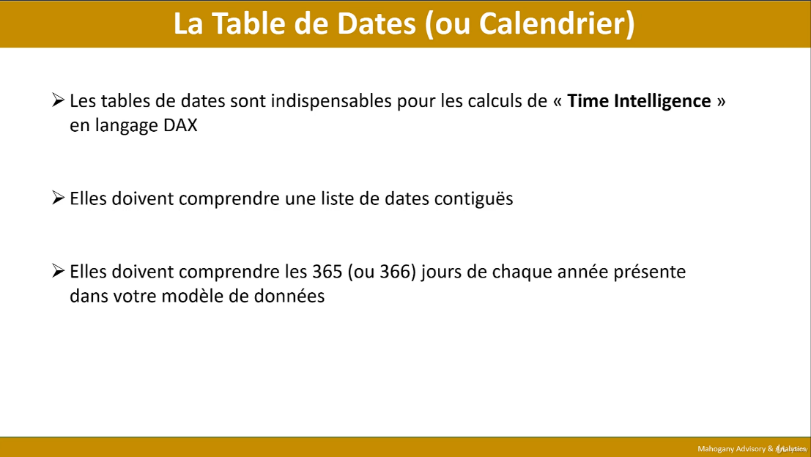 La Table de Dates (ou Calendrier)
➢ Les tables de dates sont indispensables pour les calculs de « Time Intelligence »
en langage DAX
➢ Elles doivent comprendre une liste de dates contiguës
➢ Elles doivent comprendre les 365 (ou 366) jours de chaque année présente
dans votre modèle de données
Mahogany Advisory & Analytics